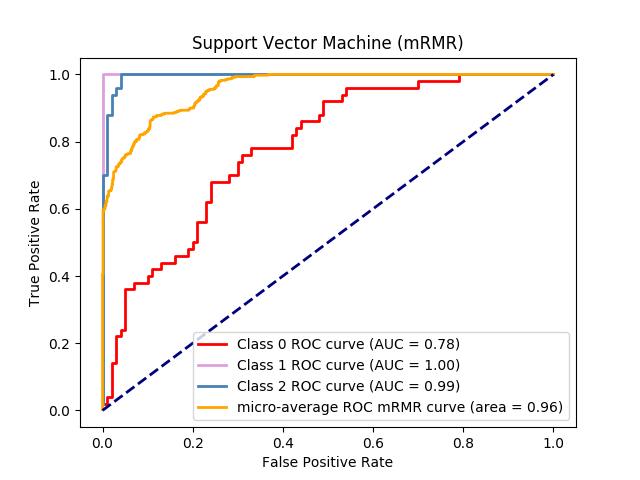 Support Vector Machine (mRMR)
1.0
0.8
0.6
0.4
0.2
0.0
True Positive Rate
Class 0 ROC curve (AUC = 0.78)
Class 1 ROC curve (AUC = 1.00)
Class 2 ROC curve (AUC = 0.99)
micro-average ROC mRMR curve (area = 0.96)
0.0 0.2 0.4 0.6 0.8 1.0
False Positive Rate